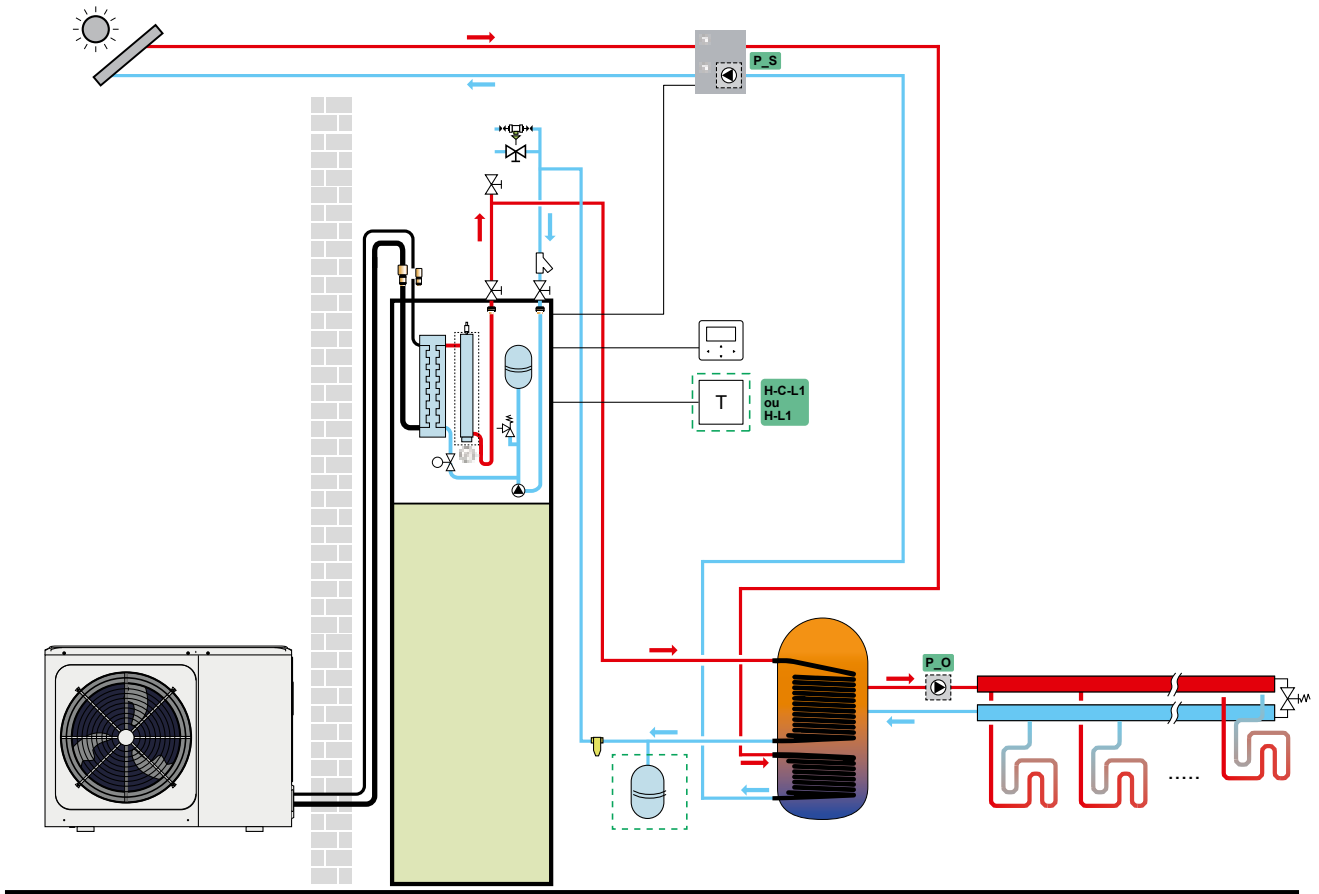 P_S
H-C-L1
ou
H-L1
T
P_O
.....